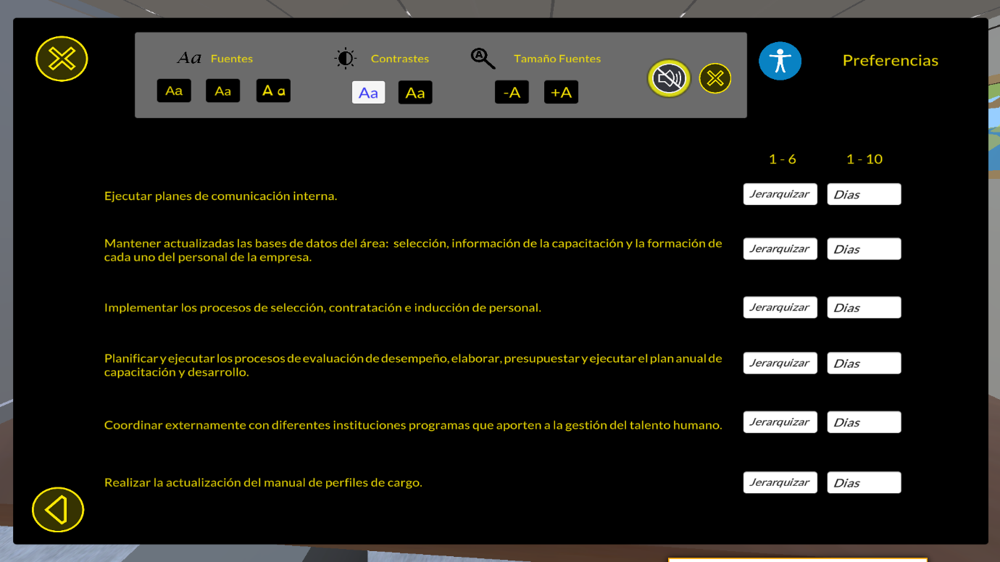 Aa Fuentes
Contrastes
A Tamaño Fuentes
Preferencias
Aa Aa Aa
Aa Aa
-A +A
1 - 6 1 - 10
Ejecutar planes de comunicación interna.
Jerarquizar Dias
Mantener actualizadas las bases de datos del área: selección, información de la capacitación y la formación de
cada uno del personal de la empresa.
Jerarquizar Dias
Implementar los procesos de selección, contratación e inducción de personal.
Jerarquizar Dias
Planificar y ejecutar los procesos de evaluación de desempeño, elaborar, presupuestar y ejecutar el plan anual de
capacitación y desarrollo.
Jerarquizar Dias
Coordinar externamente con diferentes instituciones programas que aporten a la gestión del talento humano.
Jerarquizar Dias
Realizar la actualización del manual de perfiles de cargo.
Jerarquizar Dias